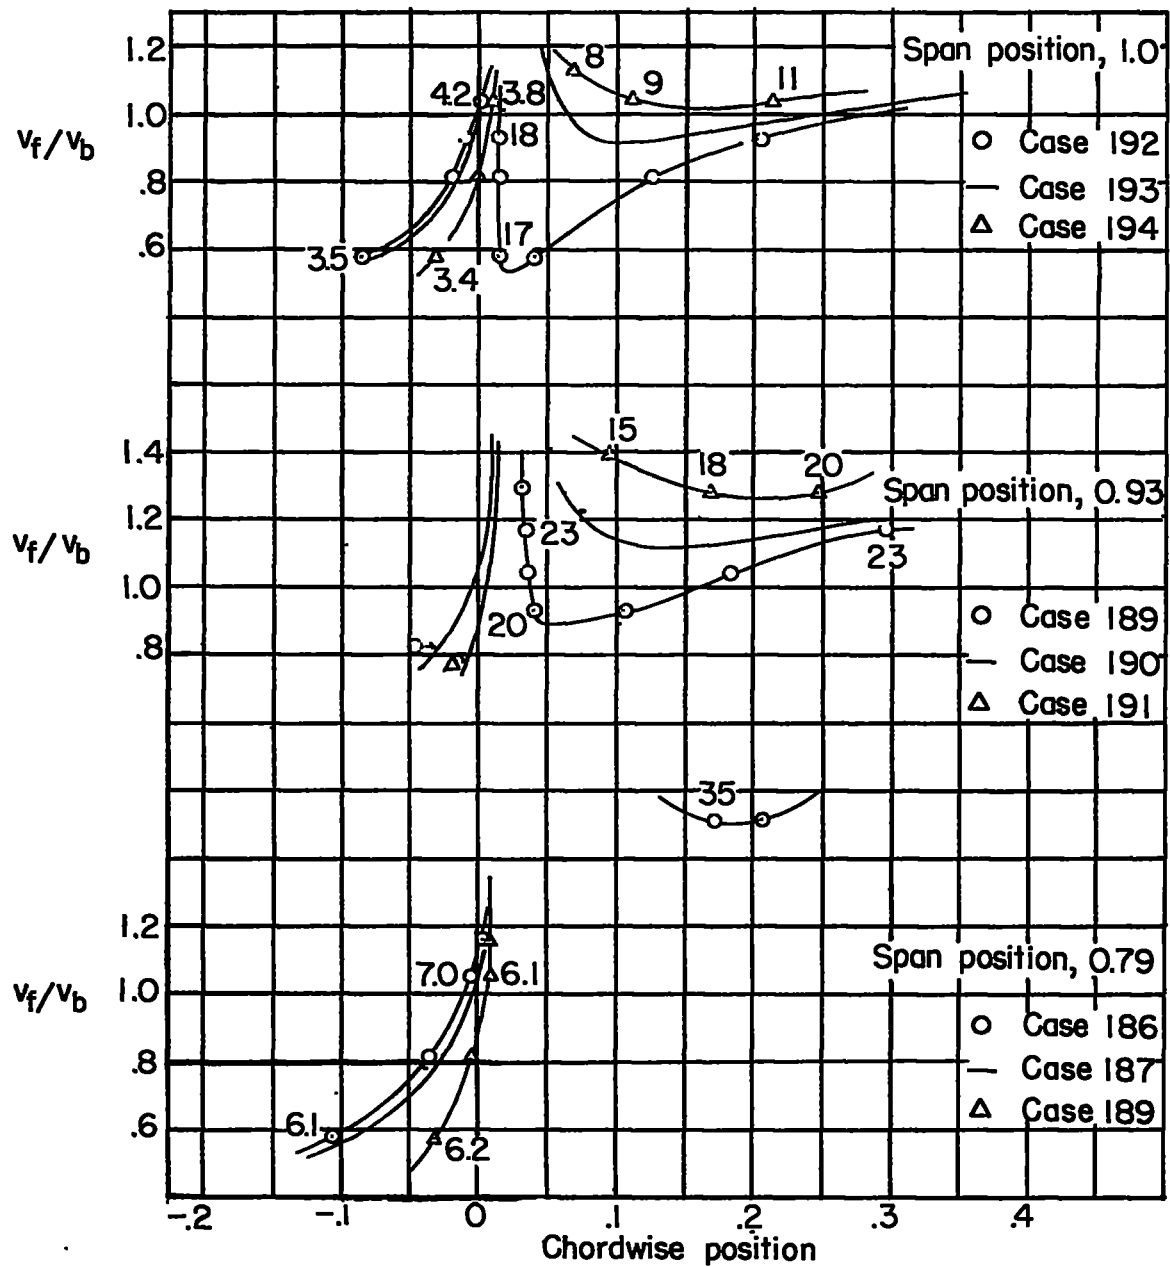 1.2
Span position, 1.0
8
9
11
4.2
3.8
1.0
vf/vb
18
Case 192
.8
Case 193
17
Case 194
.6
3.5
3.4
15
1.4
18
20
Span position, 0.93
1.2
23
vf/vb
23
1.0
20
Case 189
.8
Case 190
Case 191
35
1.2
Span position, 0.79
7.0
6.1
vf/vb
1.0
Case 186
.8
Case 187
Case 189
6.1
.6
6.2
-.2 -.1 0 .1 .2 .3 .4
Chordwise position